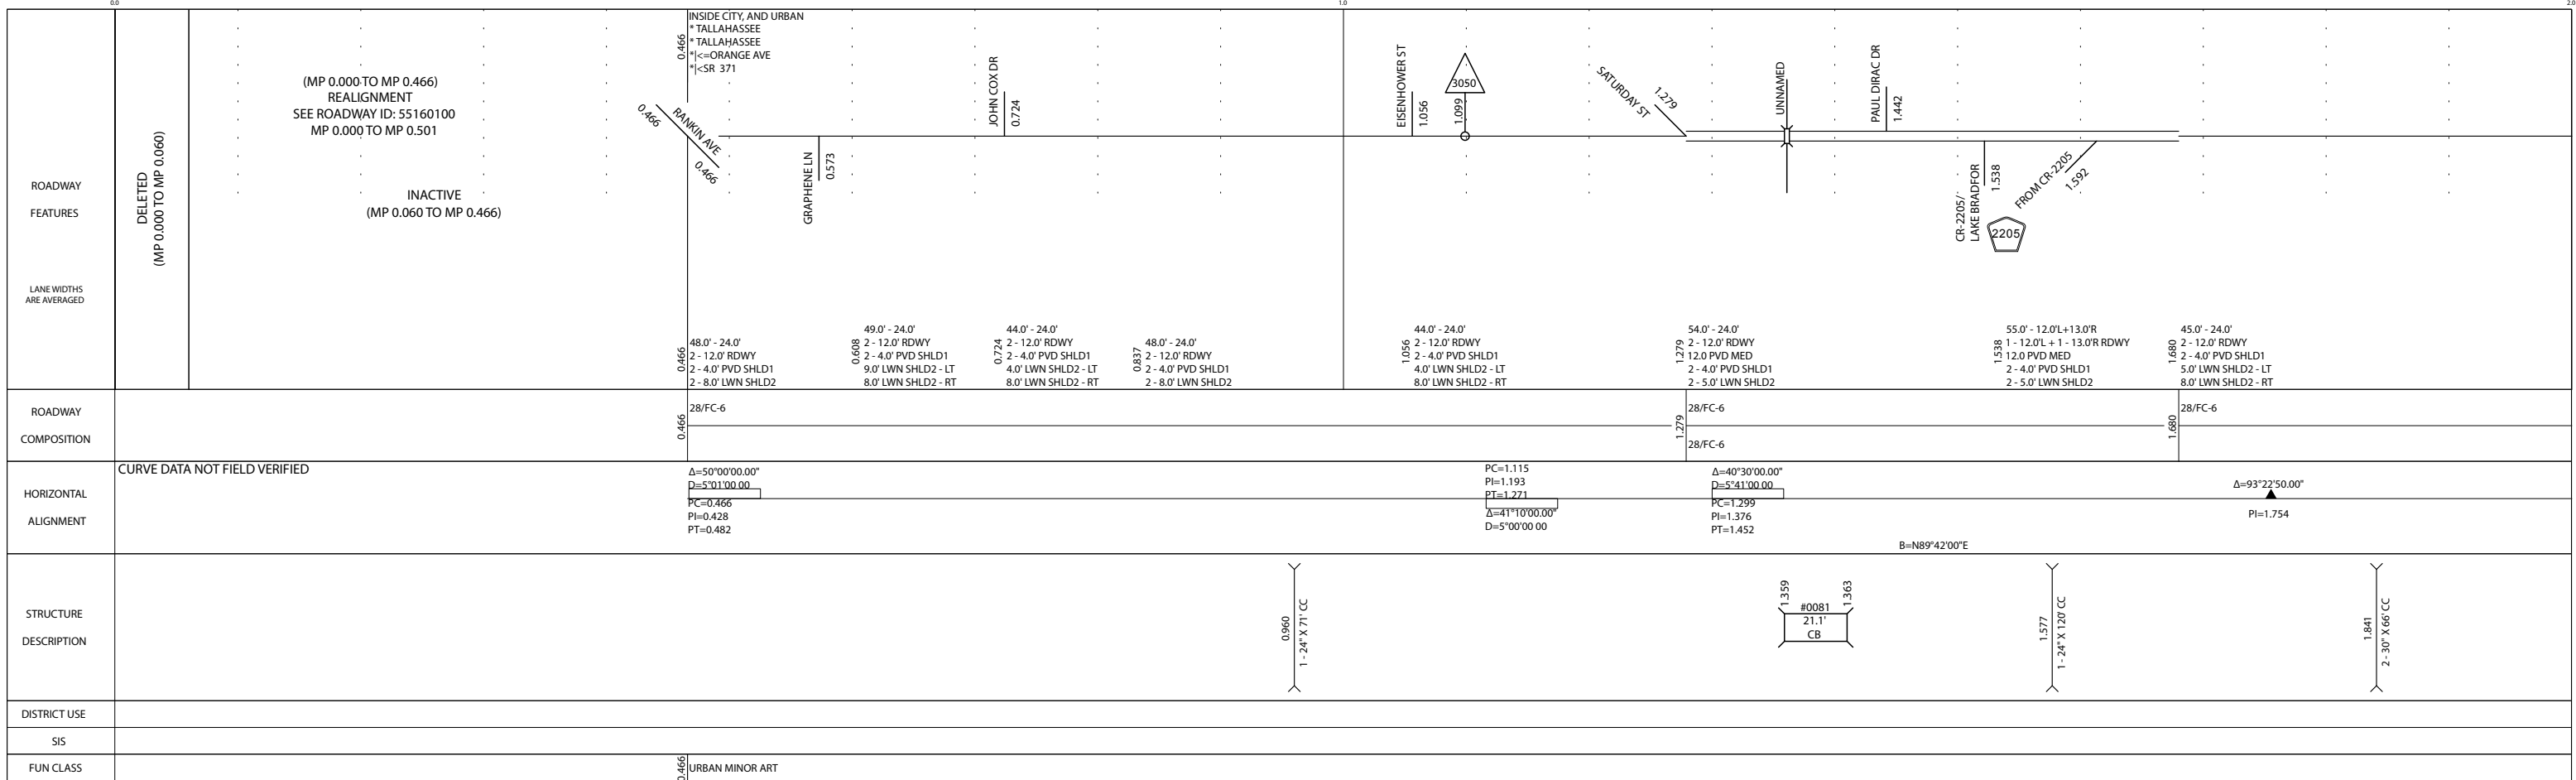 0.0
1.0
2.0
ROADWAY
FEATURES
LANE WIDTHS
ARE AVERAGED
DELETED
(MP 0.000 TO MP 0.060)
(MP 0.000 TO MP 0.466)
REALIGNMENT
SEE ROADWAY ID: 55160100
MP 0.000 TO MP 0.501
INACTIVE
(MP 0.060 TO MP 0.466)
0.466
INSIDE CITY, AND URBAN
* TALLAHASSEE
* TALLAHASSEE
*|<=ORANGE AVE
*|<SR 371
0.466
RANKIN AVE
0.466
GRAPHENE LN
0.573
JOHN COX DR
0.724
EISENHOWER ST
1.056
3050
1.099
SATURDAY ST
1.279
UNNAMED
PAUL DIRAC DR
1.442
CR-2205/
LAKE BRADFOR
1.538
FROM CR-2205
1.592
2205
0.466
48.0' - 24.0'
2 - 12.0' RDWY
2 - 4.0' PVD SHLD1
2 - 8.0' LWN SHLD2
0.608
49.0' - 24.0'
2 - 12.0' RDWY
2 - 4.0' PVD SHLD1
9.0' LWN SHLD2 - LT
8.0' LWN SHLD2 - RT
0.724
44.0' - 24.0'
2 - 12.0' RDWY
2 - 4.0' PVD SHLD1
4.0' LWN SHLD2 - LT
8.0' LWN SHLD2 - RT
0.837
48.0' - 24.0'
2 - 12.0' RDWY
2 - 4.0' PVD SHLD1
2 - 8.0' LWN SHLD2
1.056
44.0' - 24.0'
2 - 12.0' RDWY
2 - 4.0' PVD SHLD1
4.0' LWN SHLD2 - LT
8.0' LWN SHLD2 - RT
1.279
54.0' - 24.0'
2 - 12.0' RDWY
12.0 PVD MED
2 - 4.0' PVD SHLD1
2 - 5.0' LWN SHLD2
1.538
55.0' - 12.0'L+13.0'R
1 - 12.0'L + 1 - 13.0'R RDWY
12.0 PVD MED
2 - 4.0' PVD SHLD1
2 - 5.0' LWN SHLD2
1.680
45.0' - 24.0'
2 - 12.0' RDWY
2 - 4.0' PVD SHLD1
5.0' LWN SHLD2 - LT
8.0' LWN SHLD2 - RT
ROADWAY
COMPOSITION
0.466
28/FC-6
1.279
28/FC-6
28/FC-6
1.680
28/FC-6
HORIZONTAL
ALIGNMENT
CURVE DATA NOT FIELD VERIFIED
Δ=50°00'00.00"
D=5°01'00 00
PC=0.466
PI=0.428
PT=0.482
PC=1.115
PI=1.193
PT=1.271
Δ=41°10'00.00"
D=5°00'00 00
Δ=40°30'00.00"
D=5°41'00 00
PC=1.299
PI=1.376
PT=1.452
B=N89°42'00"E
Δ=93°22'50.00"
PI=1.754
STRUCTURE
DESCRIPTION
0.960
1 - 24" X 71' CC
1.359
1.363
#0081
21.1'
CB
1.577
1 - 24" X 120' CC
1.841
2 - 30" X 66' CC
DISTRICT USE
SIS
FUN CLASS
0.466
URBAN MINOR ART